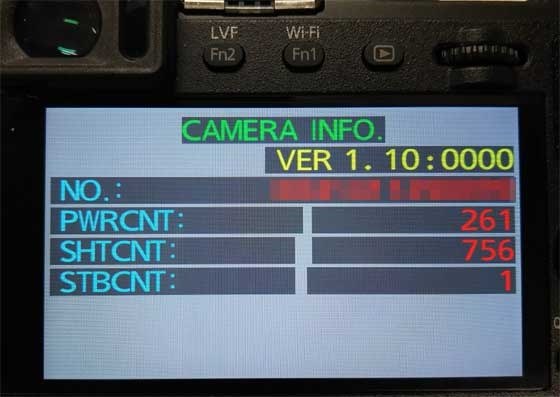 LVF Wi-Fi
Fn2 Fn1
CAMERA INFO.
VER 1. 10:0000
NO.:
PWRCNT: 261
SHTCNT: 756
STBCNT: 1